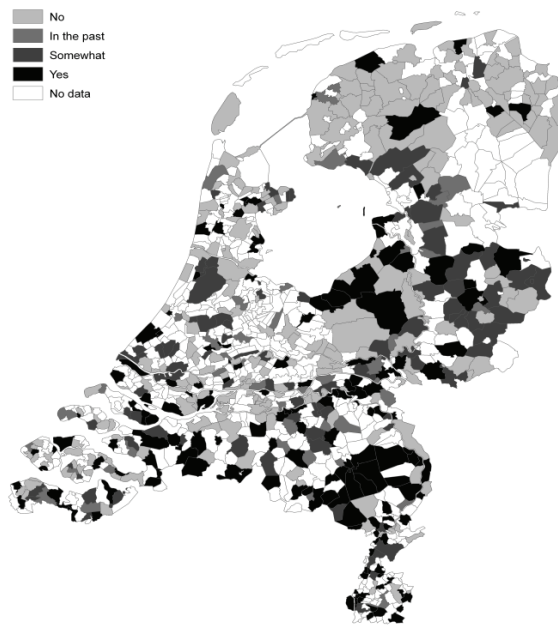 No
In the past
Somewhat
Yes
No data